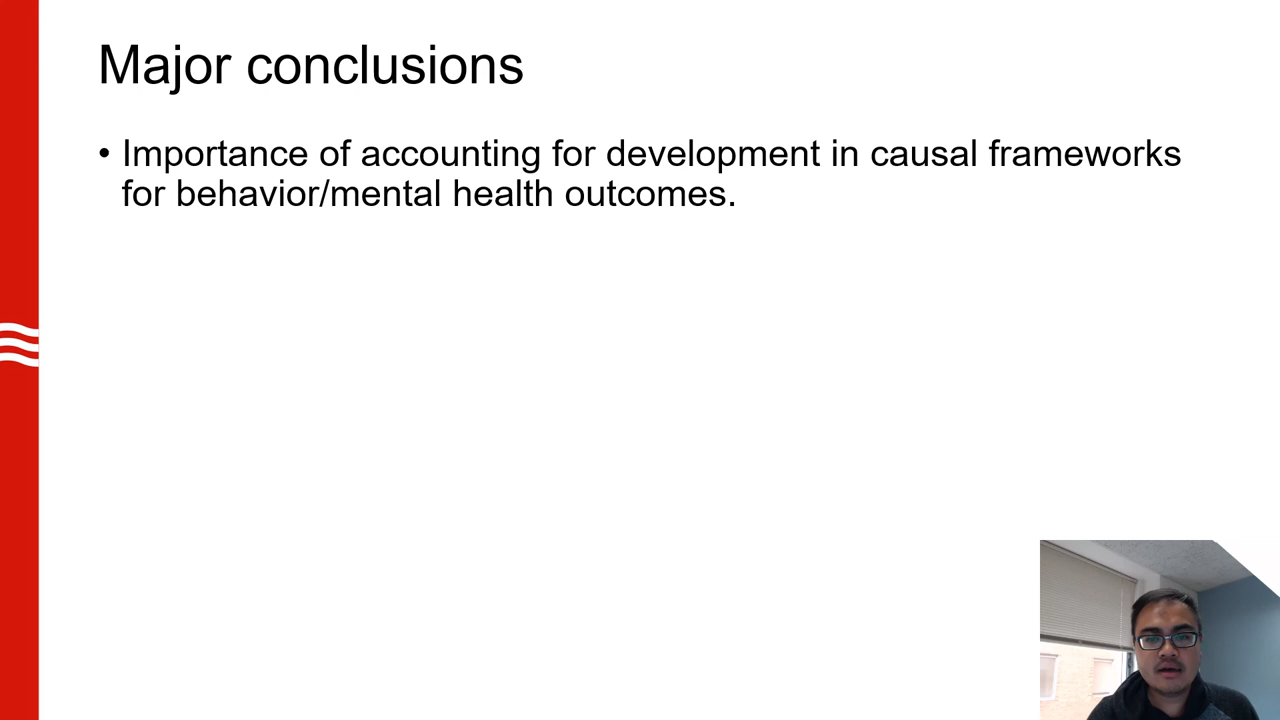 Major conclusions
• Importance of accounting for development in causal frameworks
for behavior/mental health outcomes.